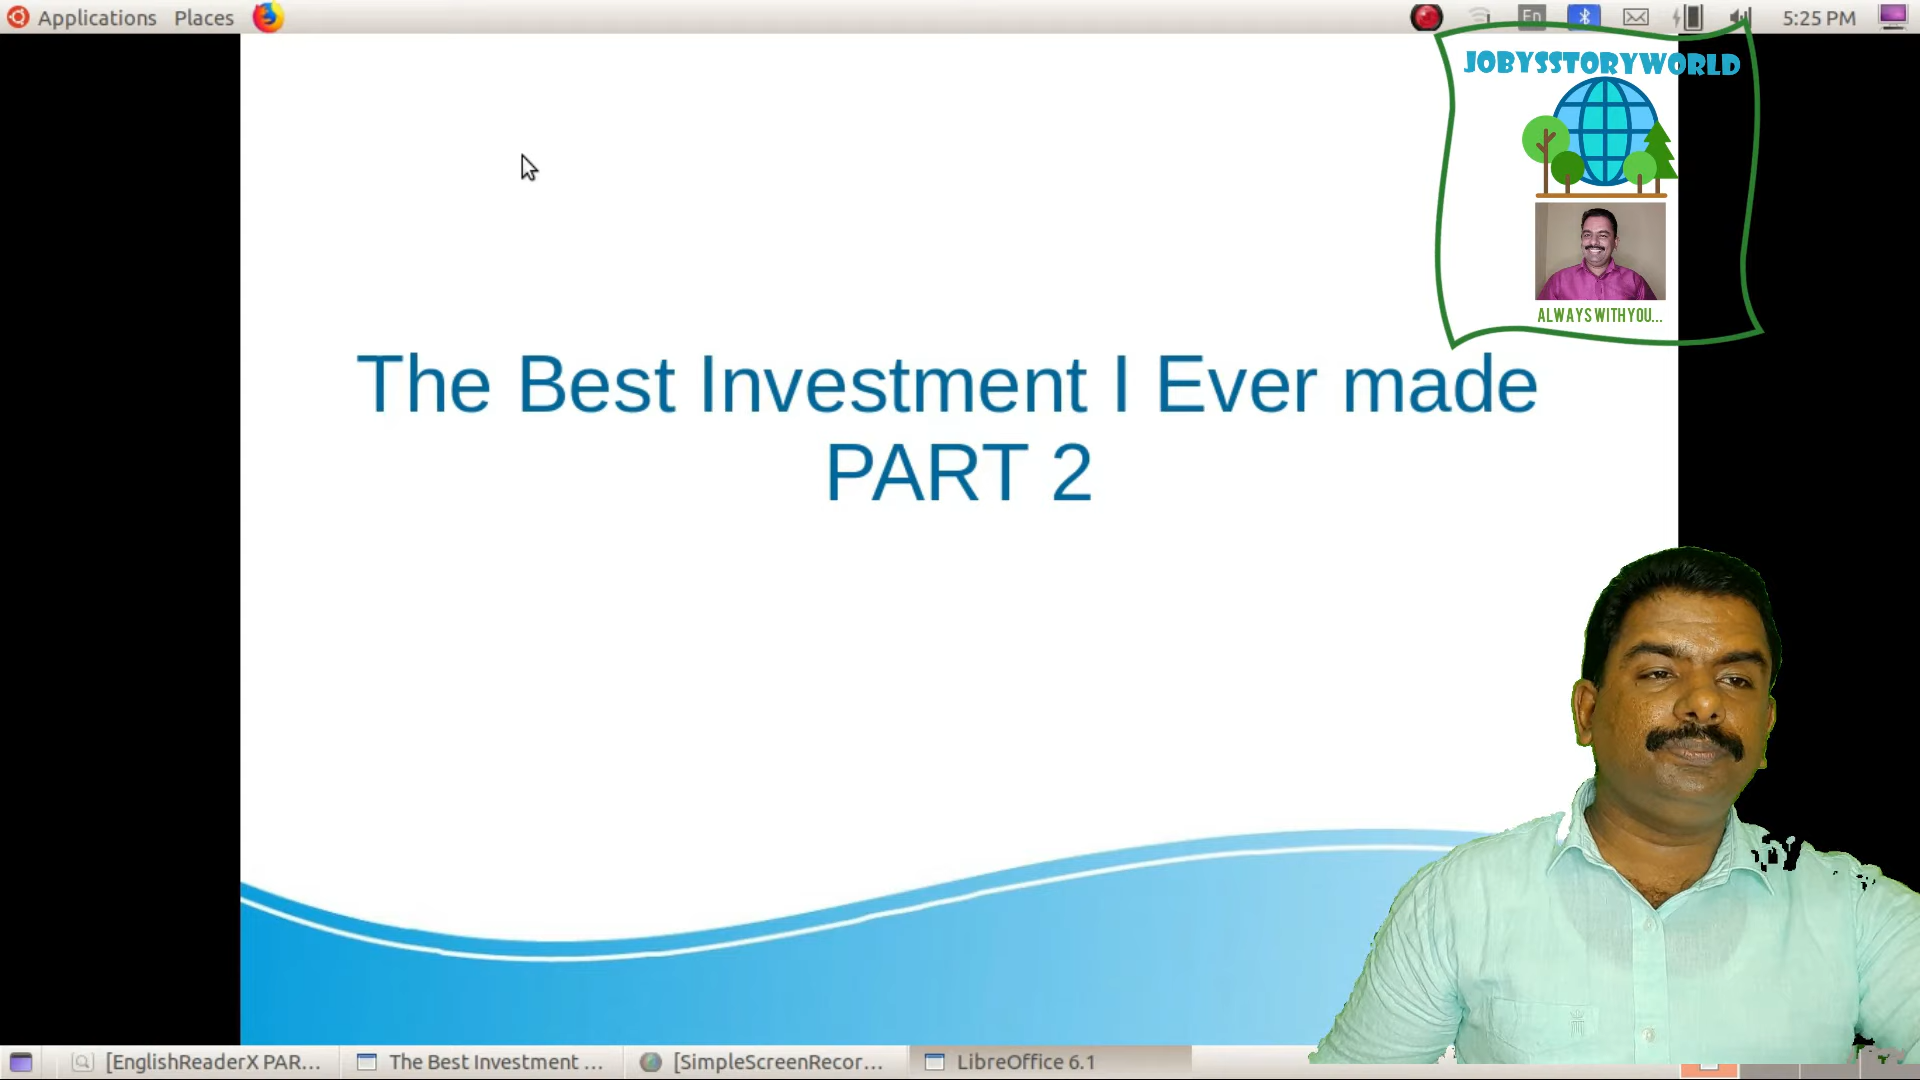 Applications Places
En
5:25 PM
JOBYSSTORYWORLD
ALWAYS WITH YOU...
The Best Investment I Ever made
PART 2
[EnglishReaderX PAR... The Best Investment ... [SimpleScreenRecor... LibreOffice 6.1